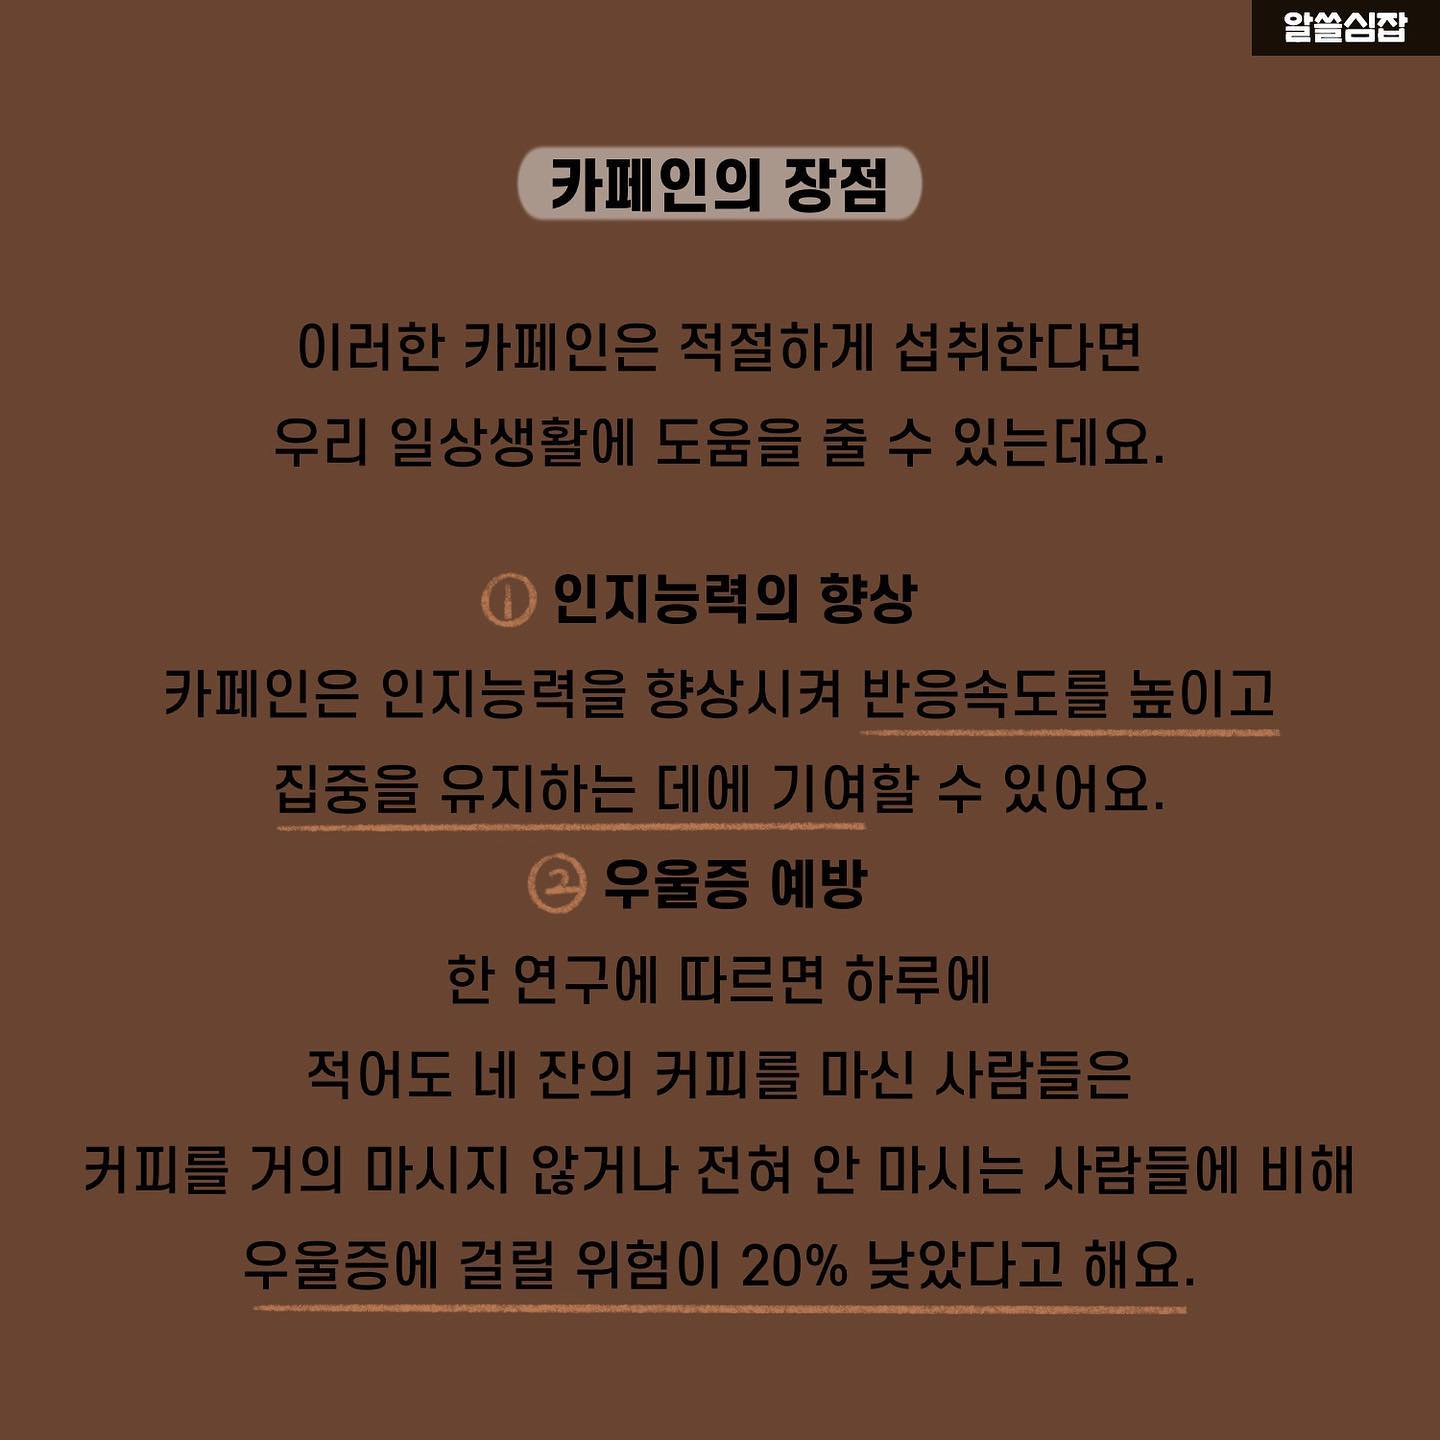 알쓸심잡
카페인의 장점
이러한 카페인은 적절하게 섭취한다면
우리 일상생활에 도움을 줄 수 있는데요.
① 인지능력의 향상
카페인은 인지능력을 향상시켜 반응속도를 높이고
집중을 유지하는 데에 기여할 수 있어요.
② 우울증 예방
한 연구에 따르면 하루에
적어도 네 잔의 커피를 마신 사람들은
커피를 거의 마시지 않거나 전혀 안 마시는 사람들에 비해
우울증에 걸릴 위험이 20% 낮았다고 해요.